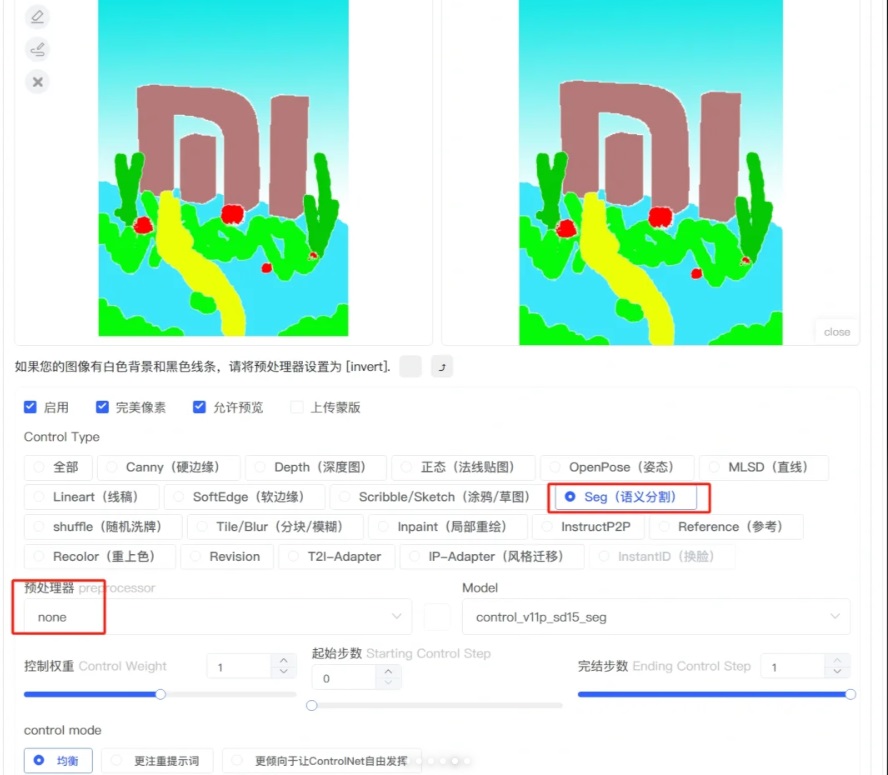 close
如果您的图像有白色背景和黑色线条，请将预处理器设置为 [invert].
启用 完美像素 允许预览 上传蒙版
Control Type
全部 Canny（硬边缘） Depth（深度图） 正态（法线贴图） OpenPose（姿态） MLSD（直线）
Lineart（线稿） SoftEdge（软边缘） Scribble/Sketch（涂鸦/草图） Seg（语义分割）
shuffle（随机洗牌） Tile/Blur（分块/模糊） Inpaint（局部重绘） InstructP2P Reference（参考）
Recolor（重上色） Revision T2I-Adapter IP-Adapter（风格迁移） InstantID（换脸）
预处理器 preprocessor Model
none control_v11p_sd15_seg
控制权重 Control Weight 1 起始步数 Starting Control Step 0 完结步数 Ending Control Step 1
control mode
均衡 更注重提示词 更倾向于让ControlNet自由发挥